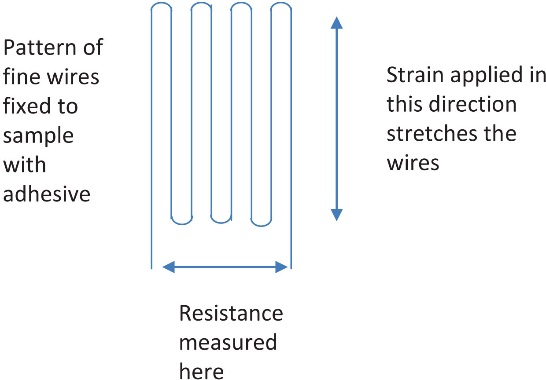 Pattern of
fine wires
fixed to
sample
with
adhesive
Strain applied in
this direction
stretches the
wires
Resistance
measured
here